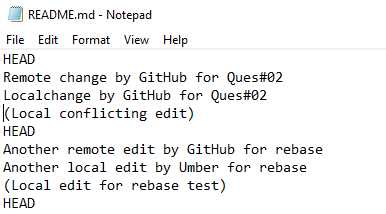 README.md - Notepad
File Edit Format View Help
HEAD
Remote change by GitHub for Ques#02
Localchange by GitHub for Ques#02
(Local conflicting edit)
HEAD
Another remote edit by GitHub for rebase
Another local edit by Umber for rebase
(Local edit for rebase test)
HEAD